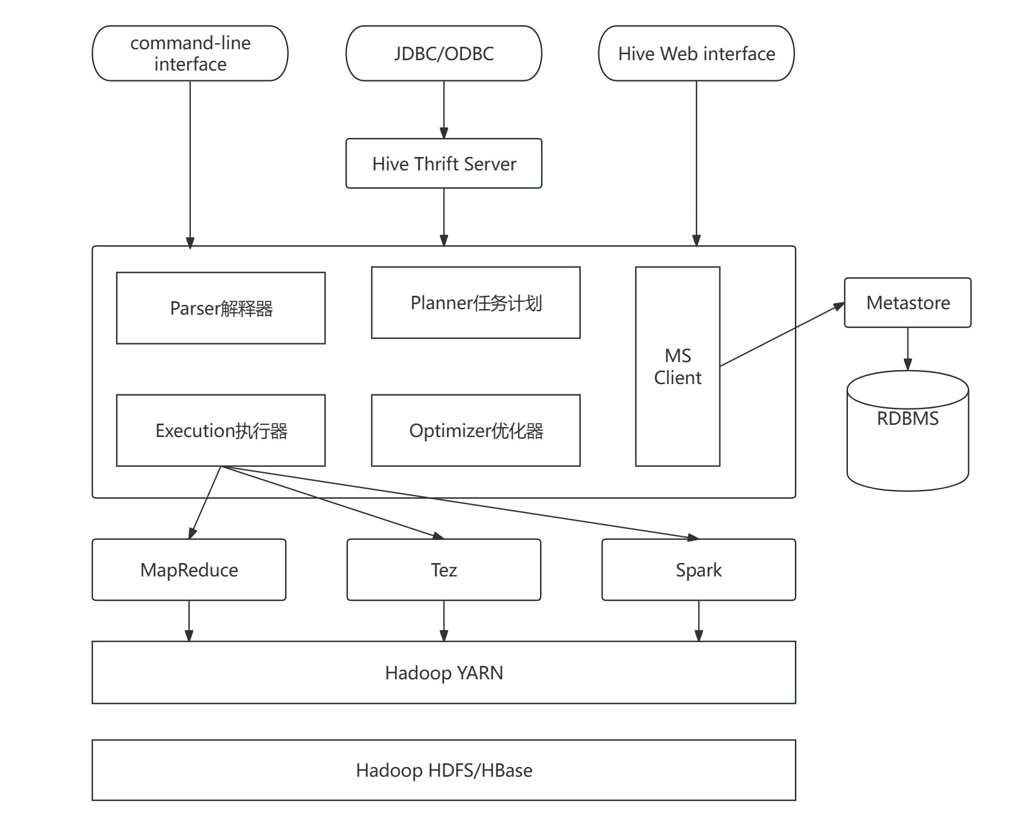 command-line
interface
JDBC/ODBC
Hive Web interface
Hive Thrift Server
Parser解释器
Planner任务计划
MS
Client
Metastore
RDBMS
Execution执行器
Optimizer优化器
MapReduce
Tez
Spark
Hadoop YARN
Hadoop HDFS/HBase